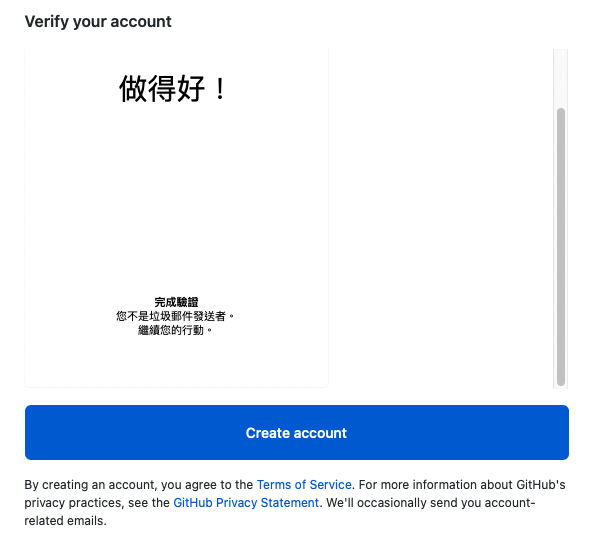 Verify your account
做得好！
完成驗證
您不是垃圾郵件發送者。
繼續您的行動。
Create account
By creating an account, you agree to the Terms of Service. For more information about GitHub's
privacy practices, see the GitHub Privacy Statement. We'll occasionally send you account-
related emails.